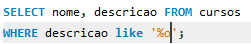 SELECT nome, descricao FROM cursos
WHERE descricao like '%o';